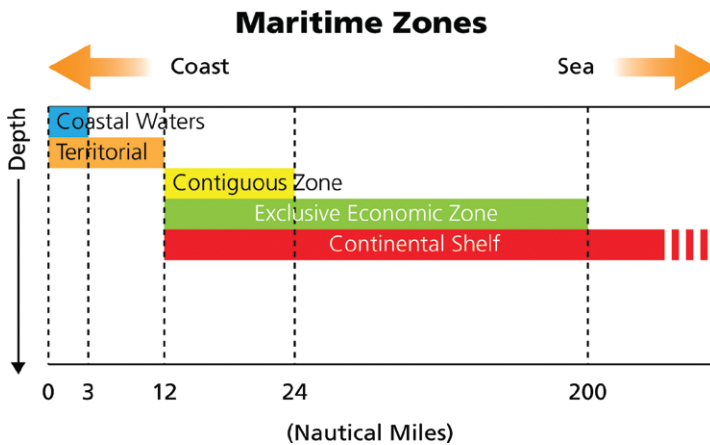 Maritime Zones
Coast Sea
Depth
Coastal Waters
Territorial
Contiguous Zone
Exclusive Economic Zone
Continental Shelf
0 3 12 24 200
(Nautical Miles)